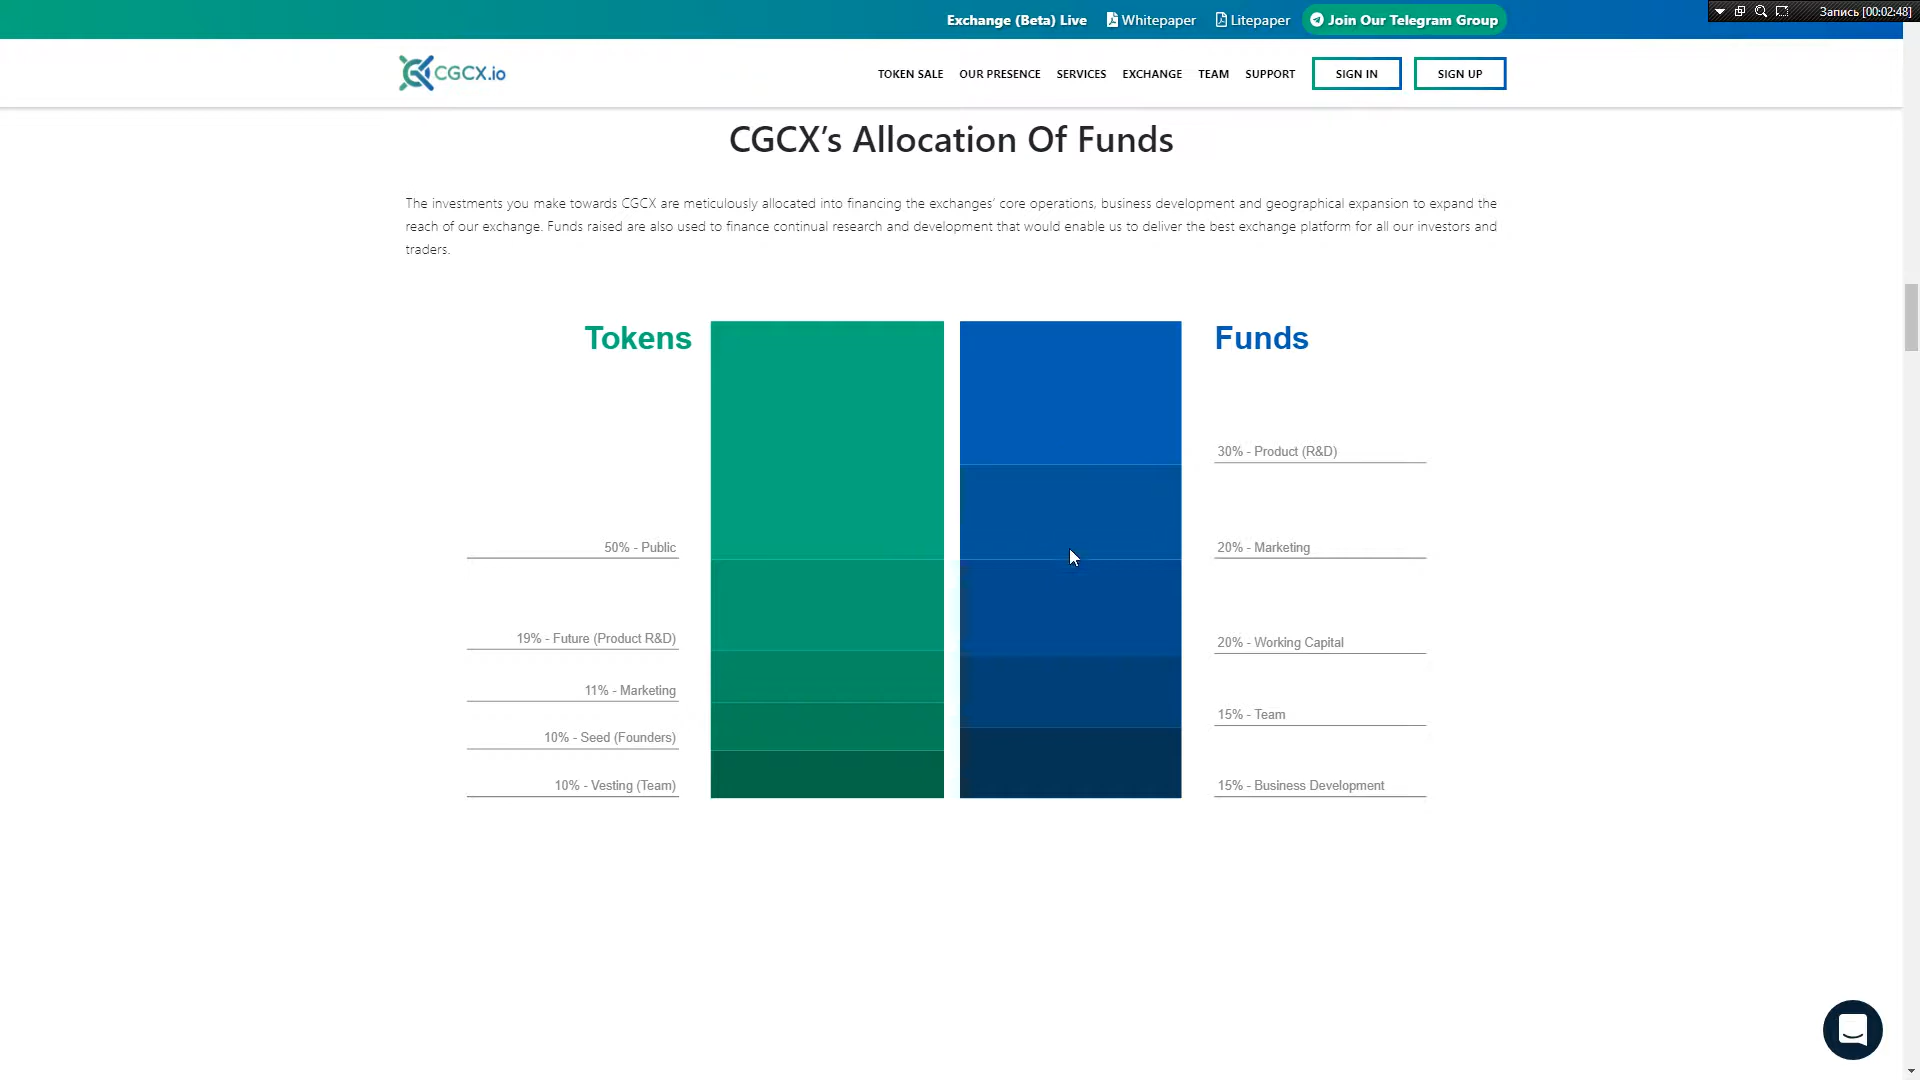 Exchange (Beta) Live Whitepaper Litepaper Join Our Telegram Group
Запись [00:02:48]
CGCX.io
TOKEN SALE OUR PRESENCE SERVICES EXCHANGE TEAM SUPPORT SIGN IN SIGN UP
CGCX’s Allocation Of Funds
The investments you make towards CGCX are meticulously allocated into financing the exchanges’ core operations, business development and geographical expansion to expand the
reach of our exchange. Funds raised are also used to finance continual research and development that would enable us to deliver the best exchange platform for all our investors and
traders.
Tokens
50% - Public
19% - Future (Product R&D)
11% - Marketing
10% - Seed (Founders)
10% - Vesting (Team)
Funds
30% - Product (R&D)
20% - Marketing
20% - Working Capital
15% - Team
15% - Business Development